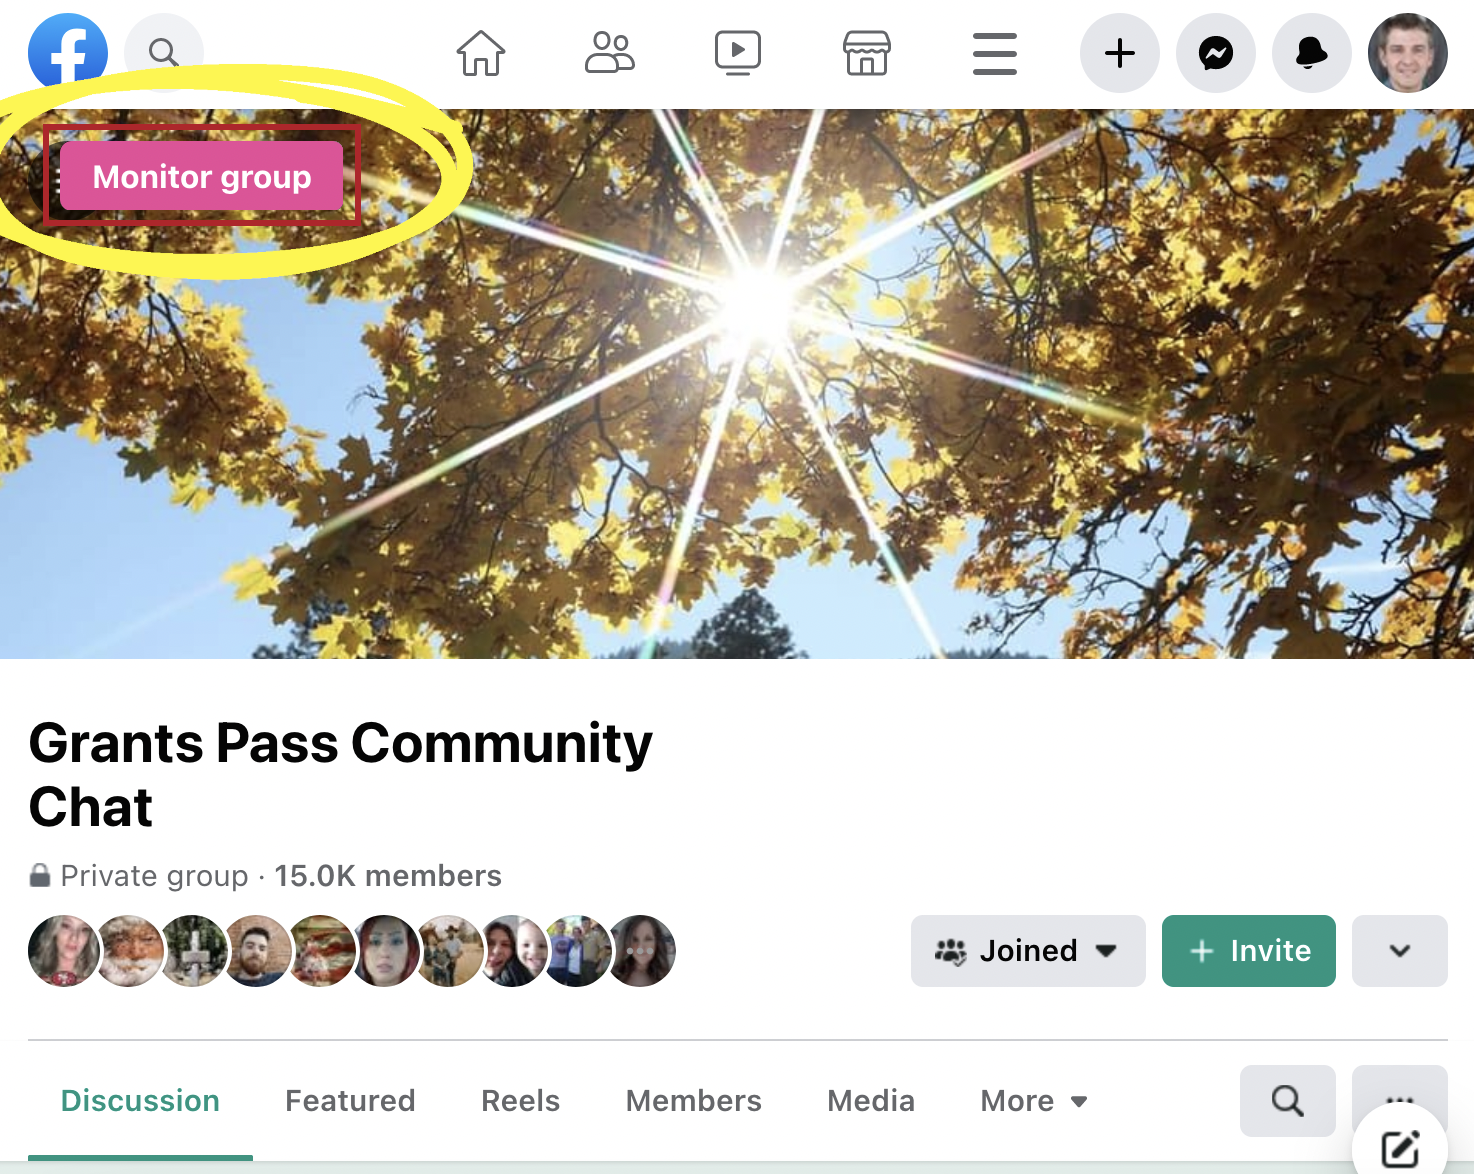 Monitor group
Grants Pass Community
Chat
Private group · 15.0K members
Joined
+ Invite
Discussion Featured Reels Members Media More